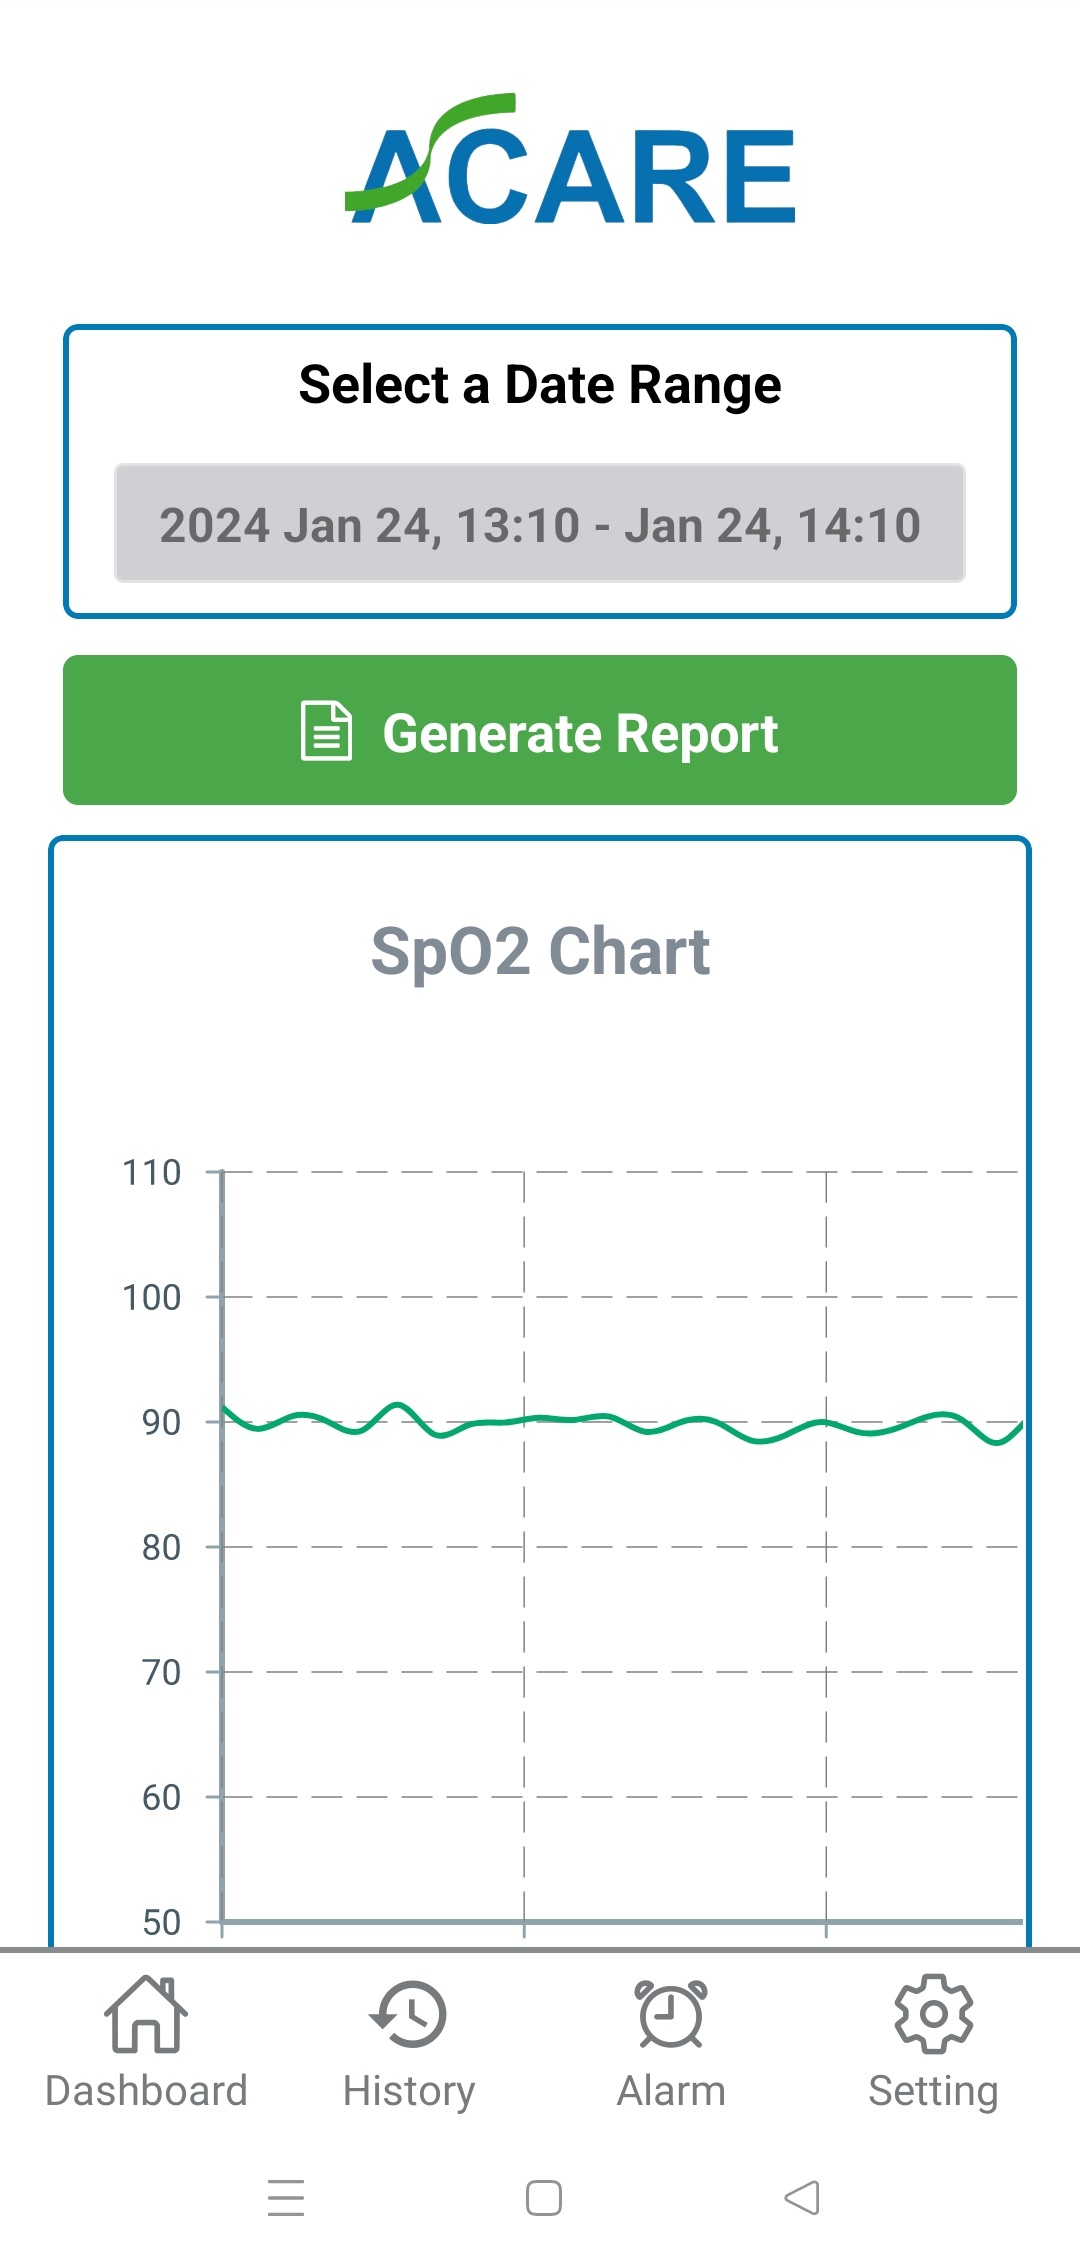 ACARE
Select a Date Range
2024 Jan 24, 13:10 - Jan 24, 14:10
Generate Report
SpO2 Chart
110
100
90
80
70
60
50
Dashboard
History
Alarm
Setting